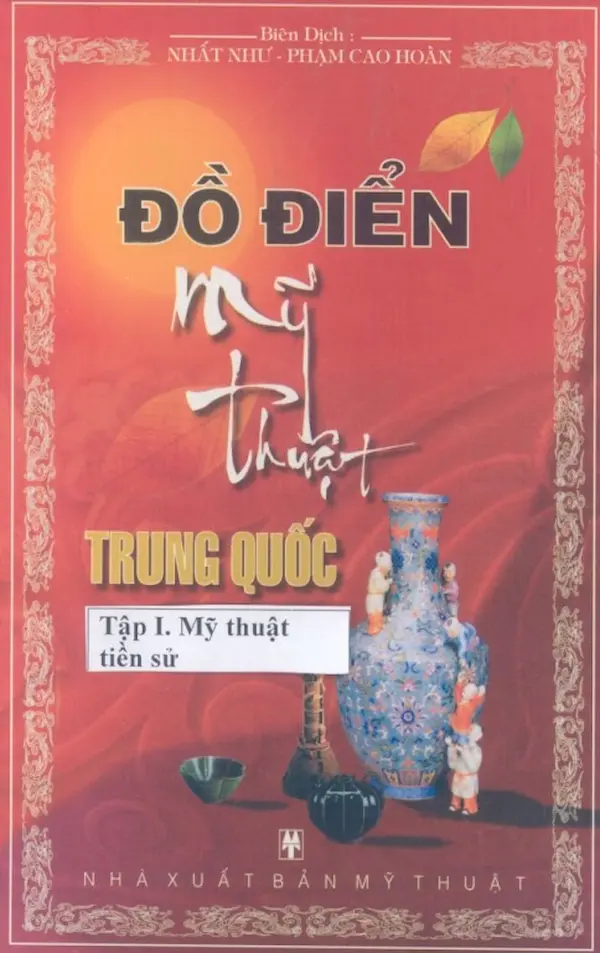 Biên Dịch :
NHẤT NHƯ - PHẠM CAO HOÀN
ĐỒ ĐIỂN
mỹ
thuật
TRUNG QUỐC
Tập I. Mỹ thuật
tiền sử
MT
NHÀ XUẤT BẢN MỸ THUẬT